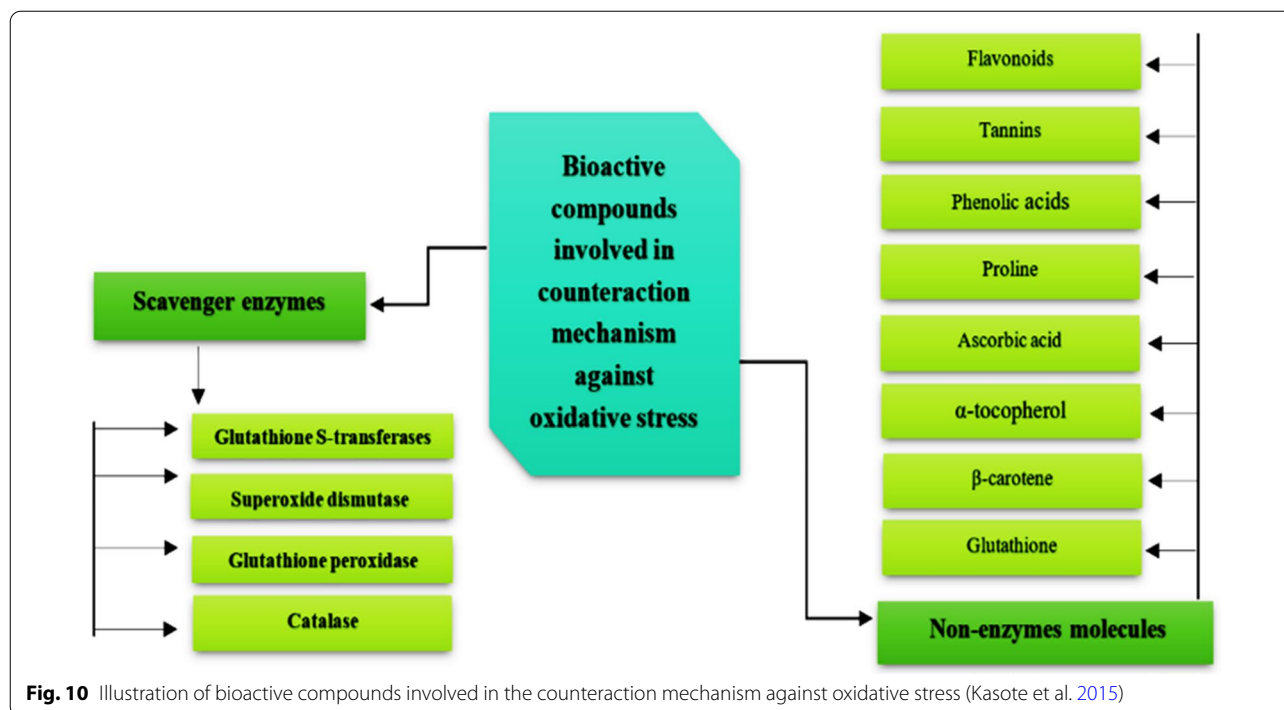 Bioactive
compounds
involved in
counteraction
mechanism
against
oxidative stress
Scavenger enzymes
Glutathione S-transferases
Superoxide dismutase
Glutathione peroxidase
Catalase
Flavonoids
Tannins
Phenolic acids
Proline
Ascorbic acid
α-tocopherol
β-carotene
Glutathione
Non-enzymes molecules
Fig. 10 Illustration of bioactive compounds involved in the counteraction mechanism against oxidative stress (Kasote et al. 2015)